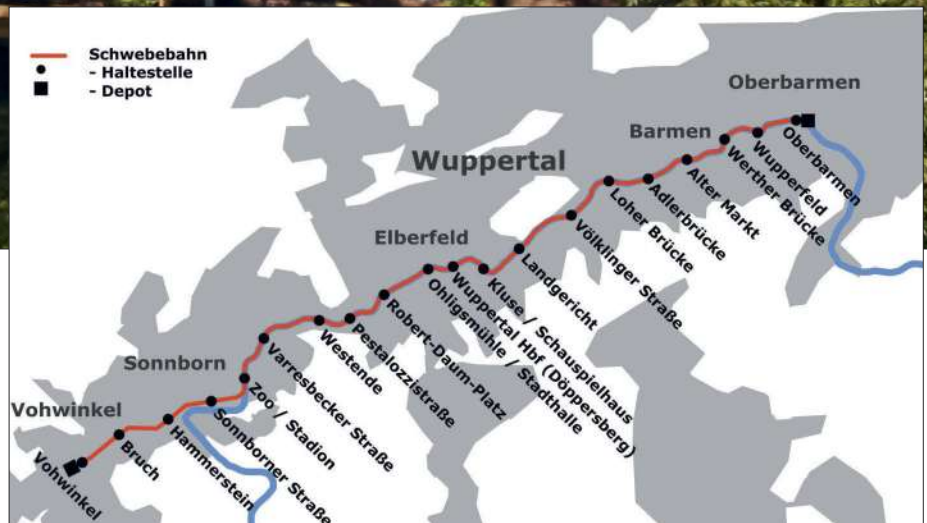 Schwebebahn
- Haltestelle
- Depot
Oberbarmen
Barmen
Wuppertal
Elberfeld
Sonnborn
Vohwinkel
Vohwinkel
Bruch
Hammerstein
Sonnborner Straße
Zoo / Stadion
Varresbecker Straße
Westende
Pestalozzistraße
Robert-Daum-Platz
Ohligsmühle / Stadthalle
Wuppertal Hbf (Döppersberg)
Kluse / Schauspielhaus
Landgericht
Völklinger Straße
Loher Brücke
Adlerbrücke
Alter Markt
Werther Brücke
Wupperfeld
Oberbarmen